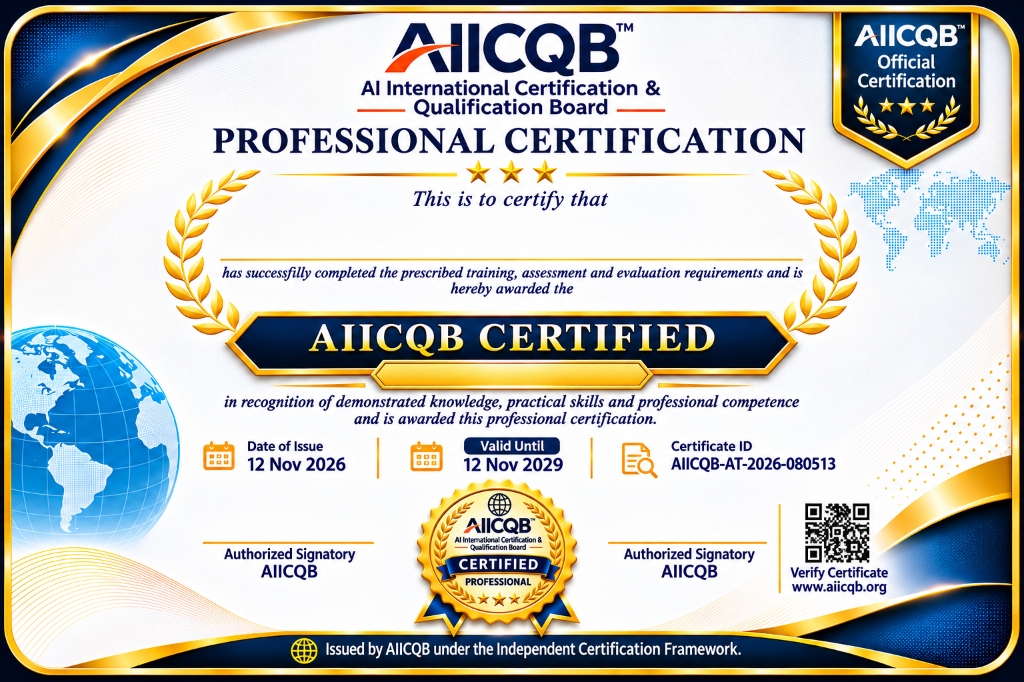 AIICQB™
AI International Certification &
Qualification Board
AIICQB™
Official
Certification
PROFESSIONAL CERTIFICATION
This is to certify that
has successfilly completed the prescribed training, assessment and evaluation requirements and is
hereby awarded the
AIICQB CERTIFIED
in recognition of demonstrated knowledge, practical skills and professional competence
and is awarded this professional certification.
Date of Issue
12 Nov 2026
Valid Until
12 Nov 2029
Certificate ID
AIICQB-AT-2026-080513
Authorized Signatory
AIICQB
AIICQB™
AI International Certification &
Qualification Board
CERTIFIED
PROFESSIONAL
Authorized Signatory
AIICQB
Verify Certificate
www.aiicqb.org
Issued by AIICQB under the Independent Certification Framework.